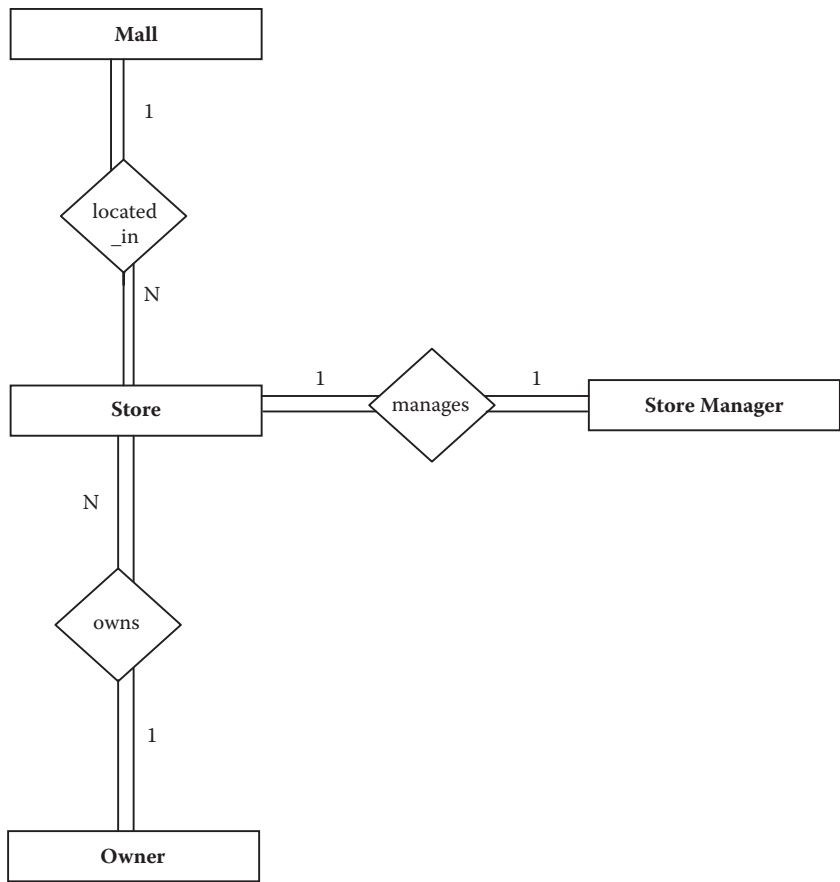 Mall
1
located
_in
N
Store
1
manages
1
Store Manager
N
owns
1
Owner